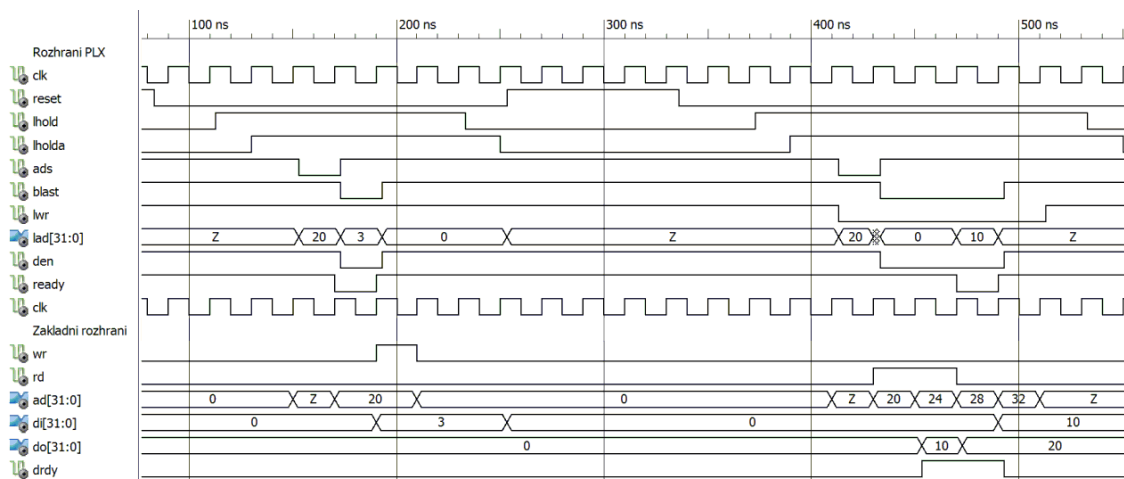 100 ns 200 ns 300 ns 400 ns 500 ns
Rozhrani PLX
clk
reset
lhold
lholda
ads
blast
lwr
lad[31:0] Z 20 3 0 Z 20 0 10 Z
den
ready
clk
Zakladni rozhrani
wr
rd
ad[31:0] 0 Z 20 0 Z 20 24 28 32 Z
di[31:0] 0 3 0 10
do[31:0] 0 10 20
drdy